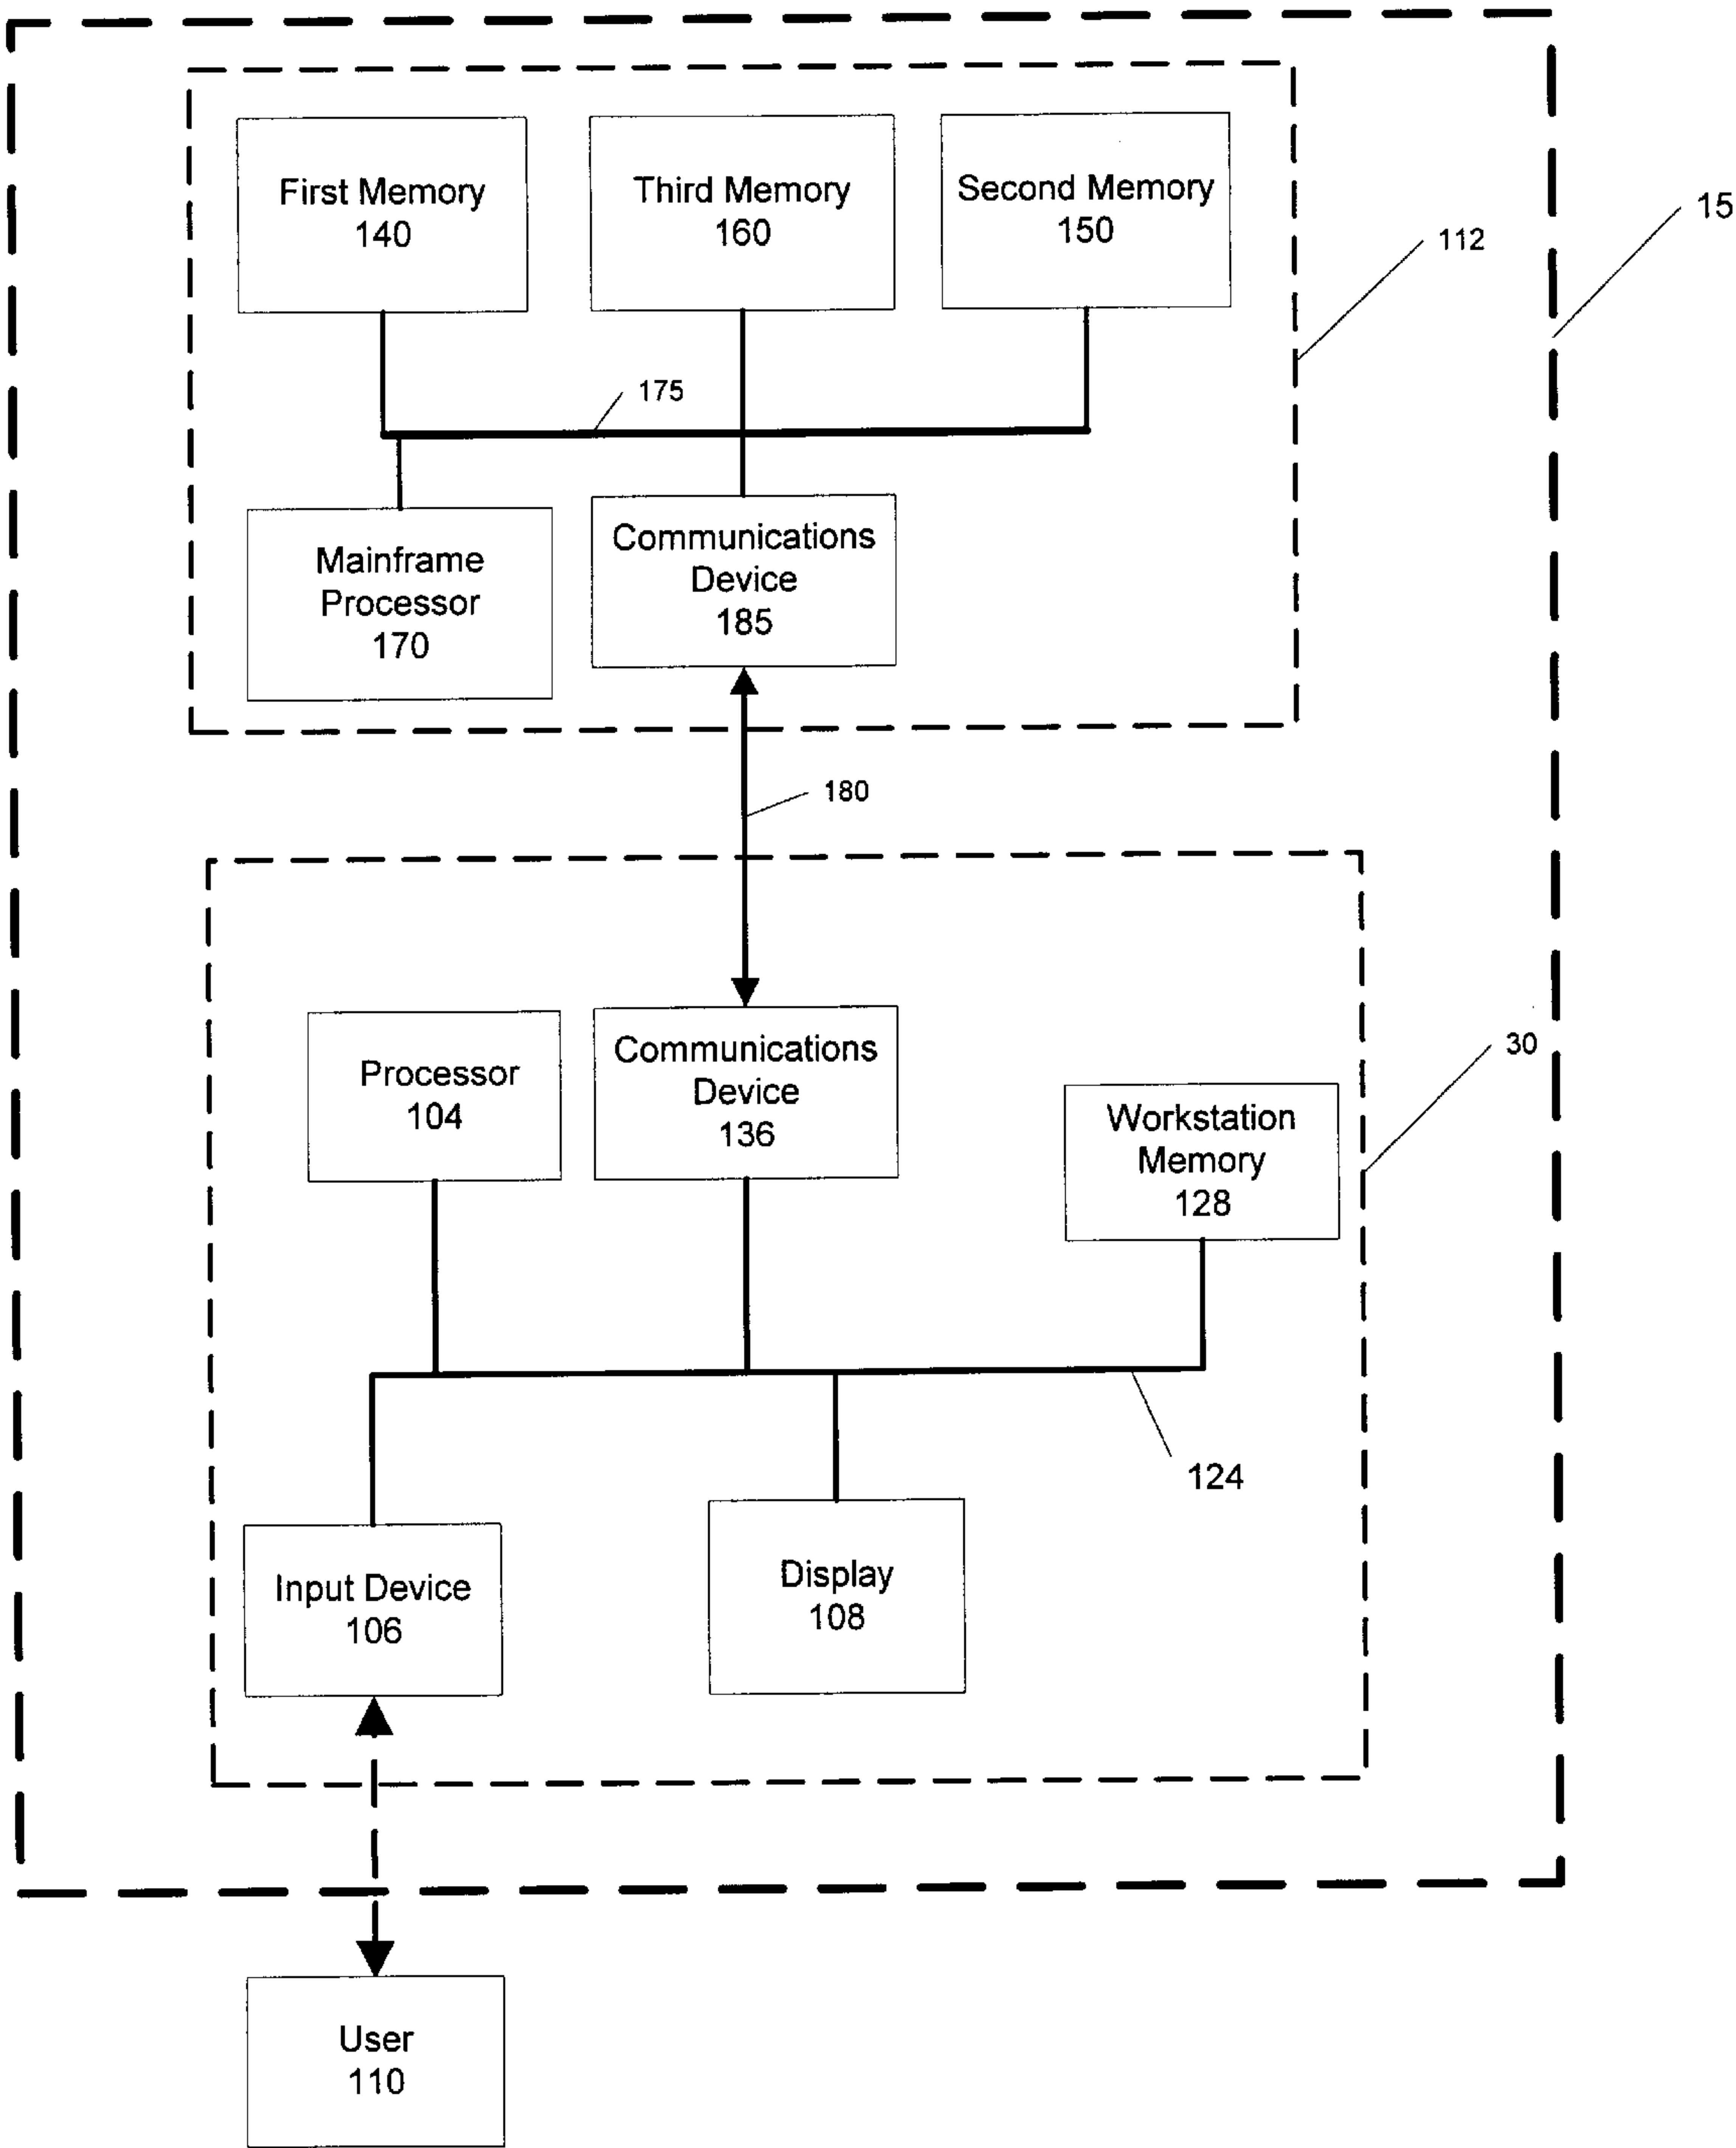 First Memory
140
Third Memory
160
Second Memory
150
15
112
175
Mainframe
Processor
170
Communications
Device
185
180
Processor
104
Communications
Device
136
30
Workstation
Memory
128
124
Input Device
106
Display
108
User
110